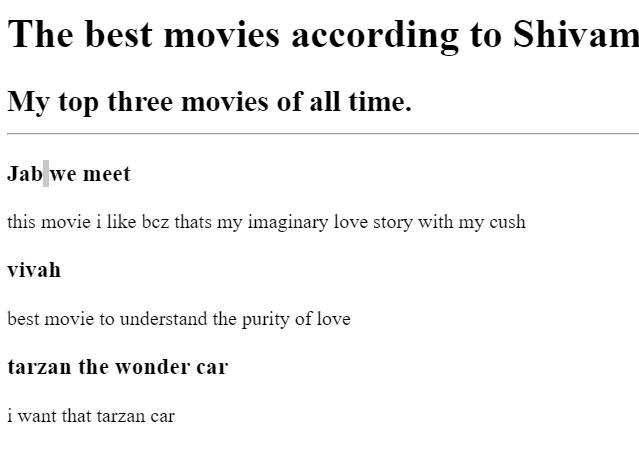 The best movies according to Shivam
My top three movies of all time.
Jab we meet
this movie i like bcz thats my imaginary love story with my cush
vivah
best movie to understand the purity of love
tarzan the wonder car
i want that tarzan car